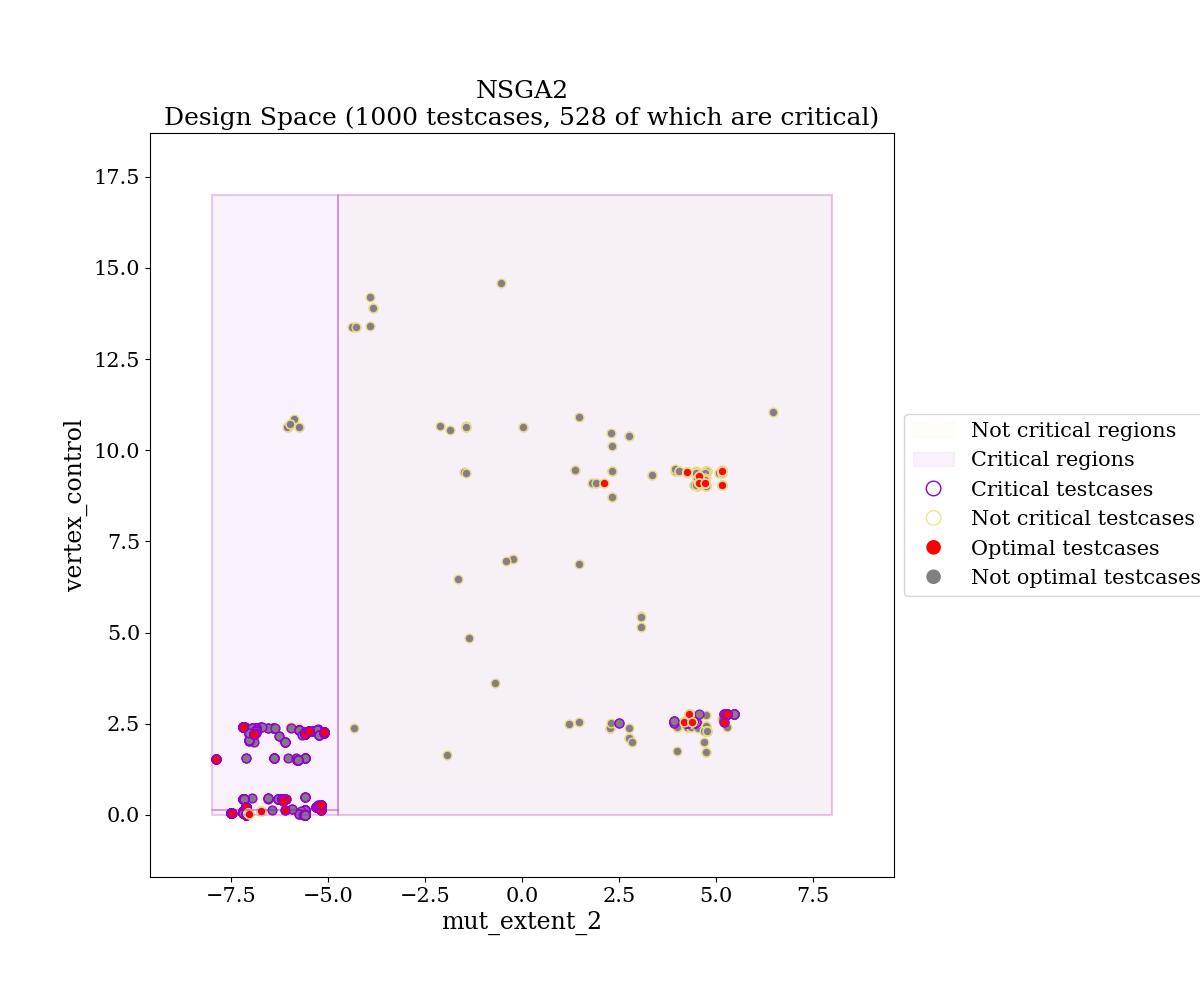 NSGA2
Design Space (1000 testcases, 528 of which are critical)
17.5
15.0
12.5
10.0
7.5
5.0
2.5
0.0
vertex_control
−7.5
−5.0
−2.5
0.0
2.5
5.0
7.5
mut_extent_2
Not critical regions
Critical regions
Critical testcases
Not critical testcases
Optimal testcases
Not optimal testcases